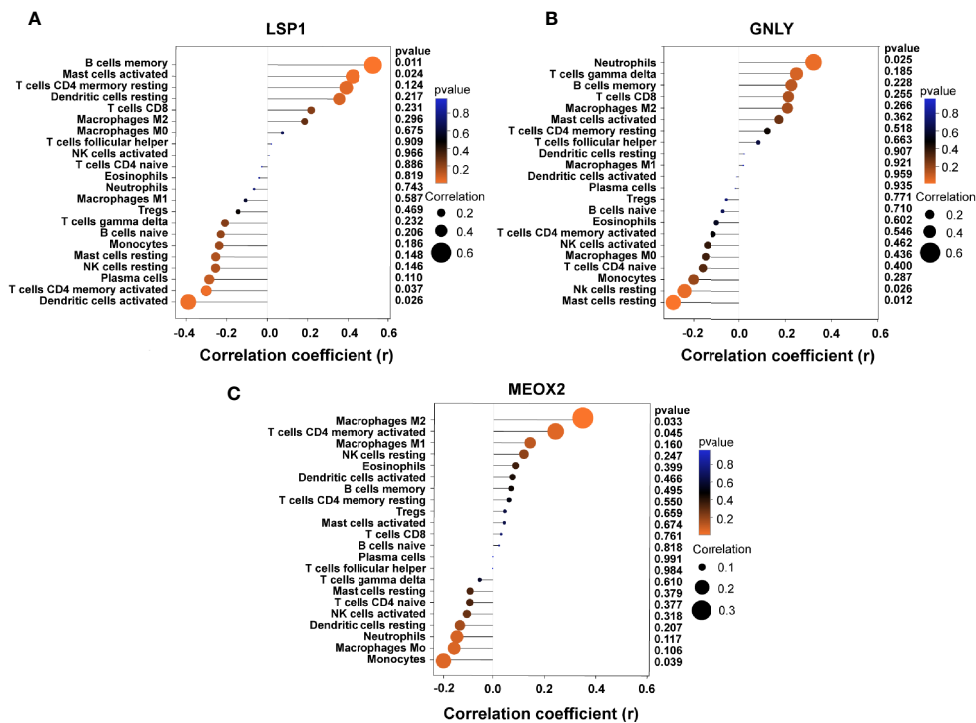 A
LSP1
pvalue
B cells memory 0.011
Mast cells activated 0.024
T cells CD4 memory resting 0.124
Dendritic cells resting 0.217
T cells CD8 0.231
Macrophages M2 0.296
Macrophages M0 0.675
T cells follicular helper 0.909
NK cells activated 0.966
T cells CD4 naive 0.886
Eosinophils 0.819
Neutrophils 0.743
Macrophages M1 0.587
Tregs 0.469
T cells gamma delta 0.232
B cells naive 0.206
Monocytes 0.186
Mast cells resting 0.148
NK cells resting 0.146
Plasma cells 0.110
T cells CD4 memory activated 0.037
Dendritic cells activated 0.026
-0.4 -0.2 0.0 0.2 0.4 0.6
Correlation coefficient (r)
pvalue
0.8
0.6
0.4
0.2
Correlation
0.2
0.4
0.6
B
GNLY
pvalue
Neutrophils 0.025
T cells gamma delta 0.185
B cells memory 0.228
T cells CD8 0.255
Macrophages M2 0.266
Mast cells activated 0.362
T cells CD4 memory resting 0.518
T cells follicular helper 0.663
Dendritic cells resting 0.907
Macrophages M1 0.921
Dendritic cells activated 0.959
Plasma cells 0.935
Tregs 0.771
B cells naive 0.710
Eosinophils 0.602
T cells CD4 memory activated 0.546
NK cells activated 0.462
Macrophages M0 0.436
T cells CD4 naive 0.400
Monocytes 0.287
Nk cells resting 0.026
Mast cells resting 0.012
-0.4 -0.2 0.0 0.2 0.4 0.6
Correlation coefficient (r)
pvalue
0.8
0.6
0.4
0.2
Correlation
0.2
0.4
0.6
C
MEOX2
pvalue
Macrophages M2 0.033
T cells CD4 memory activated 0.045
Macrophages M1 0.160
NK cells resting 0.247
Eosinophils 0.399
Dendritic cells activated 0.466
B cells memory 0.495
T cells CD4 memory resting 0.550
Tregs 0.659
Mast cells activated 0.674
T cells CD8 0.761
B cells naive 0.818
Plasma cells 0.991
T cells follicular helper 0.984
T cells gamma delta 0.610
Mast cells resting 0.379
T cells CD4 naive 0.377
NK cells activated 0.318
Dendritic cells resting 0.207
Neutrophils 0.117
Macrophages Mo 0.106
Monocytes 0.039
-0.2 0.0 0.2 0.4 0.6
Correlation coefficient (r)
pvalue
0.8
0.6
0.4
0.2
Correlation
0.1
0.2
0.3